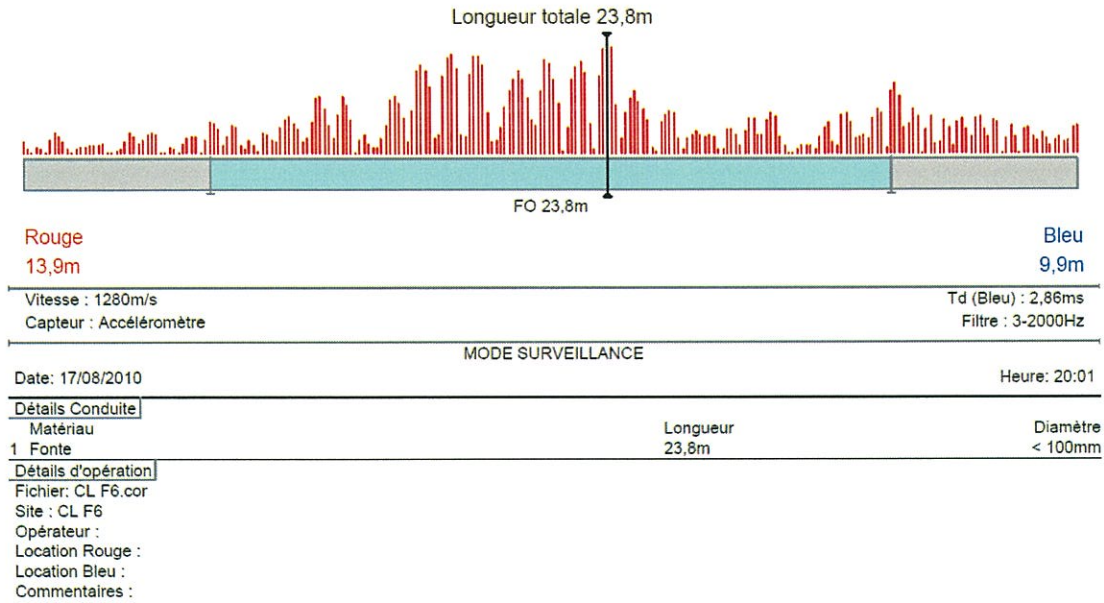 Longueur totale 23,8m
FO 23,8m
Rouge Bleu
13,9m 9,9m
Vitesse : 1280m/s Td (Bleu) : 2,86ms
Capteur : Accéléromètre Filtre : 3-2000Hz
MODE SURVEILLANCE
Date: 17/08/2010 Heure: 20:01
Détails Conduite
Matériau Longueur Diamètre
1 Fonte 23,8m < 100mm
Détails d'opération
Fichier: CL F6.cor
Site : CL F6
Opérateur :
Location Rouge :
Location Bleu :
Commentaires :